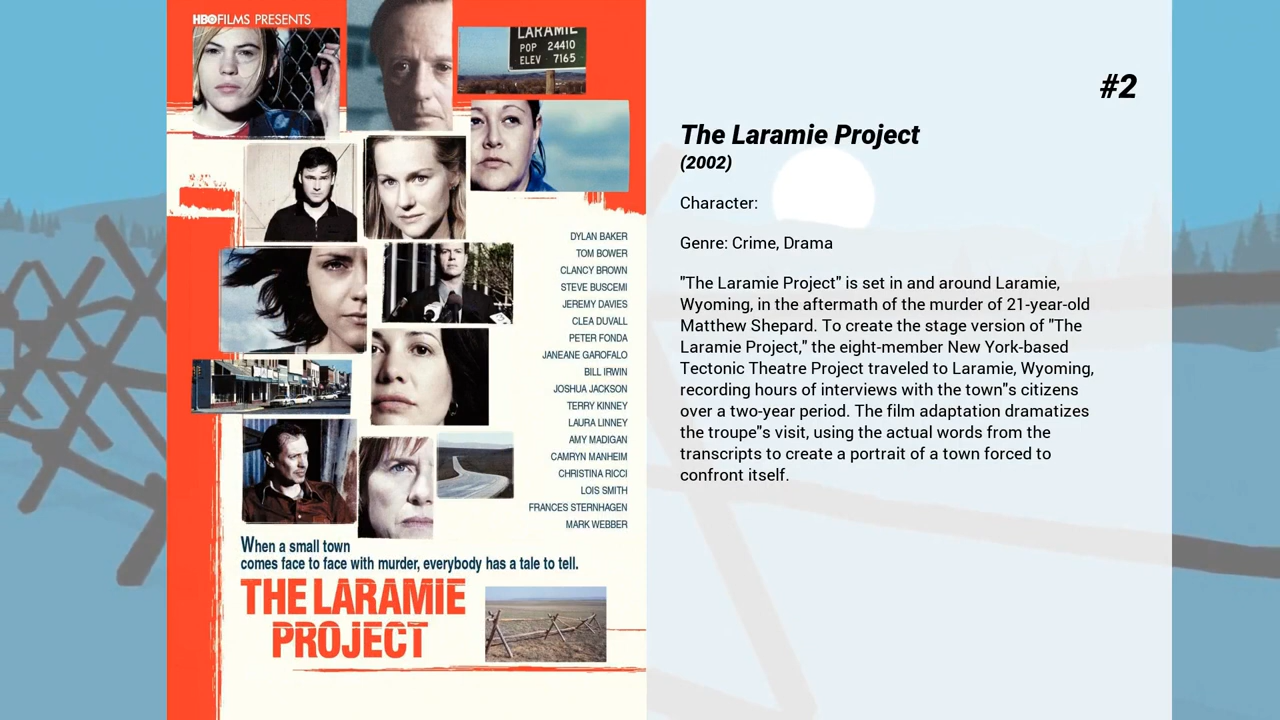 HBO FILMS PRESENTS
LARAMIE
POP 24410
ELEV 7165
DYLAN BAKER
TOM BOWER
CLANCY BROWN
STEVE BUSCEMI
JEREMY DAVIES
CLEA DUVALL
PETER FONDA
JANEANE GAROFALO
BILL IRWIN
JOSHUA JACKSON
TERRY KINNEY
LAURA LINNEY
AMY MADIGAN
CAMRYN MANHEIM
CHRISTINA RICCI
LOIS SMITH
FRANCES STERNHAGEN
MARK WEBBER
When a small town
comes face to face with murder, everybody has a tale to tell.
THE LARAMIE
PROJECT
#2
The Laramie Project
(2002)
Character:
Genre: Crime, Drama
"The Laramie Project" is set in and around Laramie,
Wyoming, in the aftermath of the murder of 21-year-old
Matthew Shepard. To create the stage version of "The
Laramie Project," the eight-member New York-based
Tectonic Theatre Project traveled to Laramie, Wyoming,
recording hours of interviews with the town"s citizens
over a two-year period. The film adaptation dramatizes
the troupe"s visit, using the actual words from the
transcripts to create a portrait of a town forced to
confront itself.